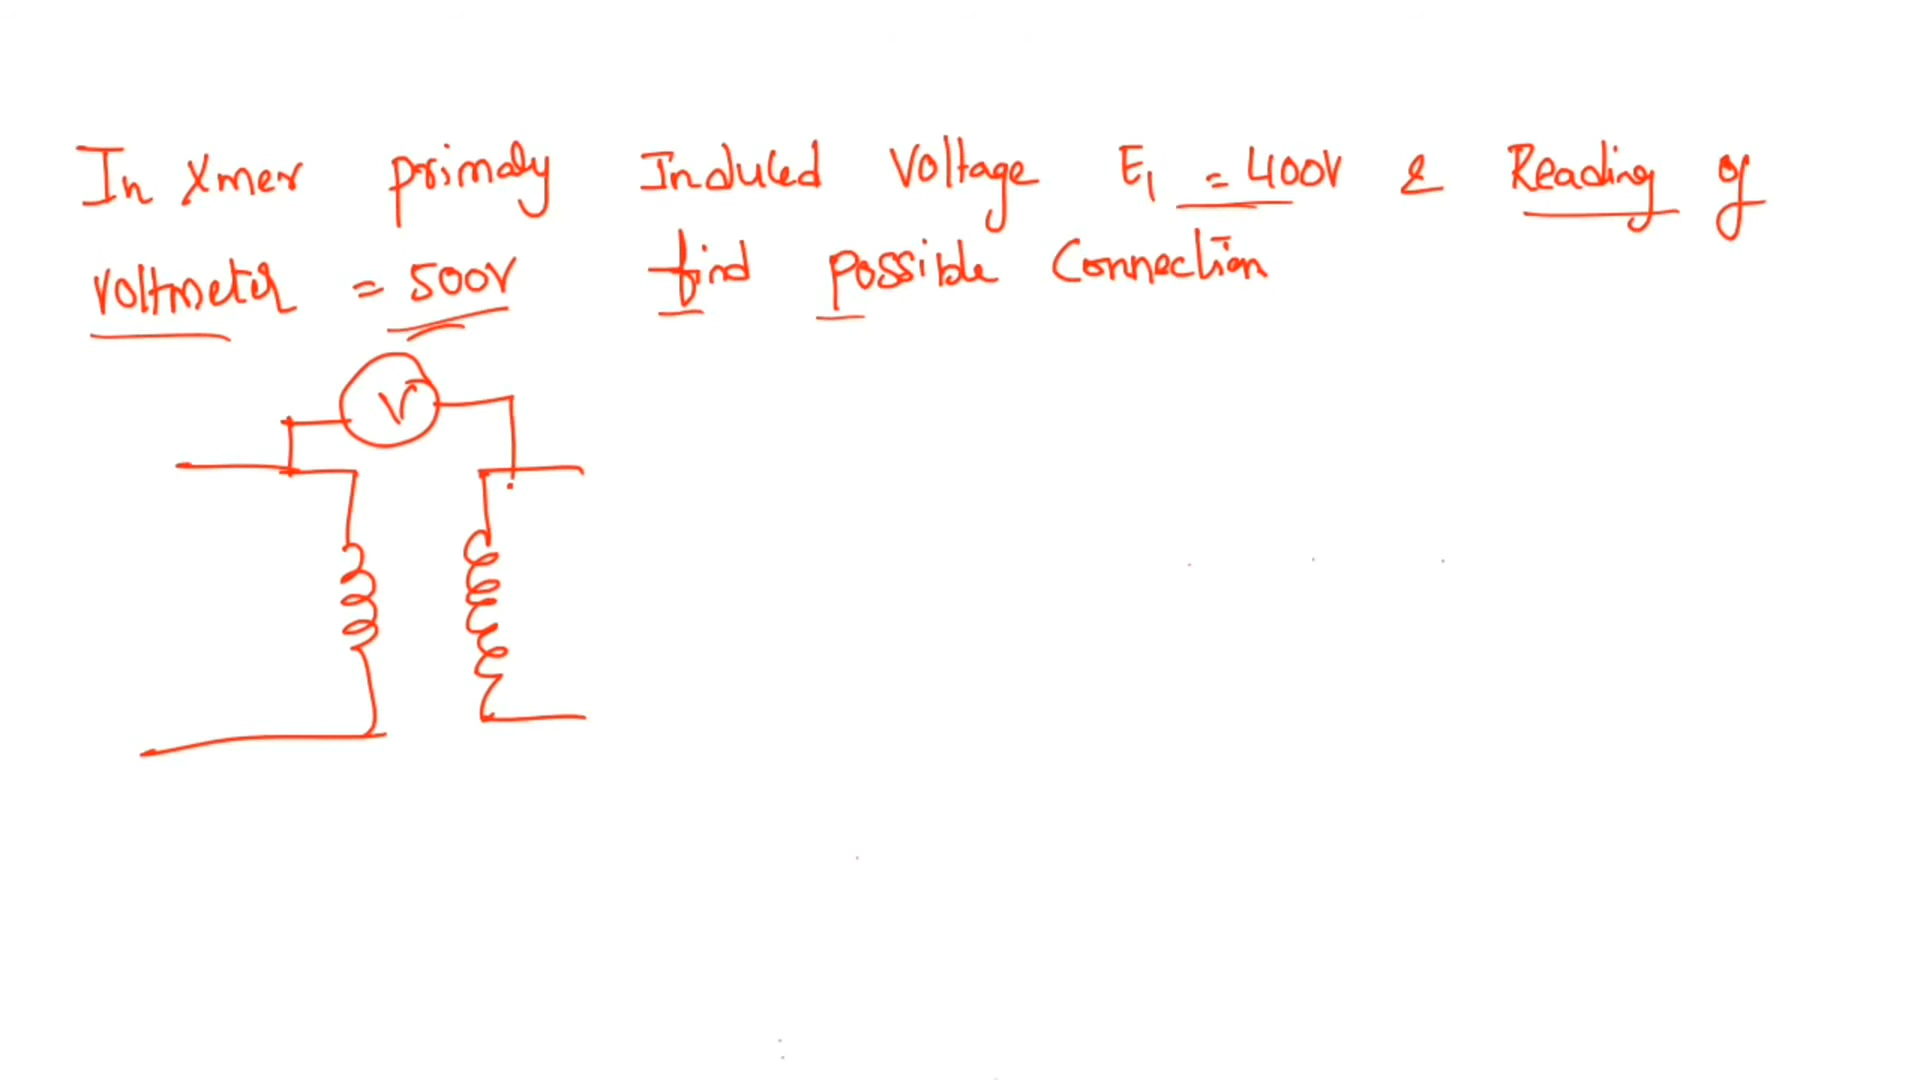 In Xmer primary Induced Voltage E1 = 400V & Reading of
voltmeter = 500V find possible Connection
V